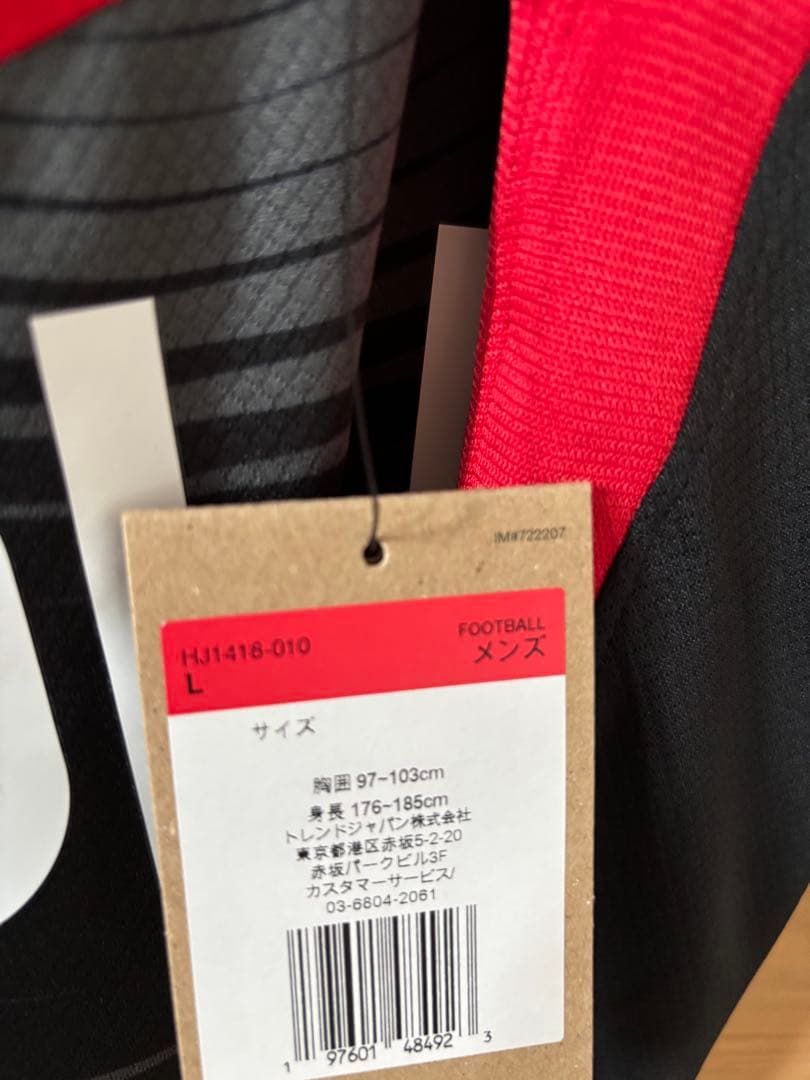 IM#722207
HJ1418-010
FOOTBALL
L
メンズ
サイズ
胸囲 97~103cm
身長 176~185cm
トレンドジャパン株式会社
東京都港区赤坂5-2-20
赤坂パークビル3F
カスタマーサービス/
03-6804-2061
1 97601 48492 3